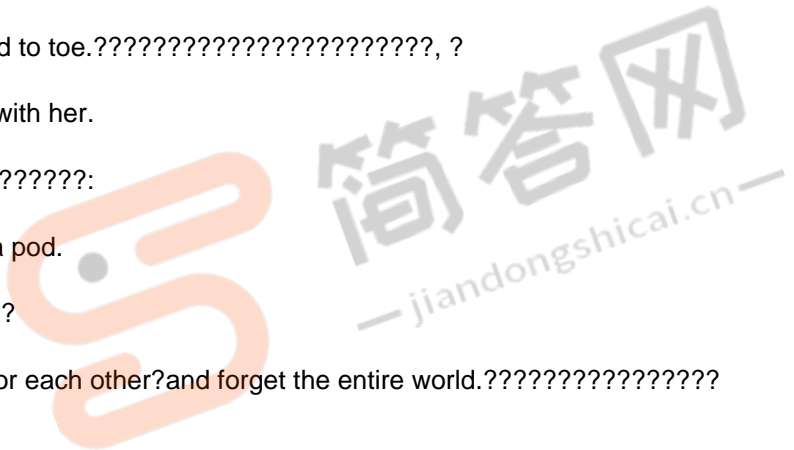 d to toe.???????????????????????, ?
with her.
??????:
a pod.
?
or each other?and forget the entire world.????????????????
简答网
jiandongshicai.cn